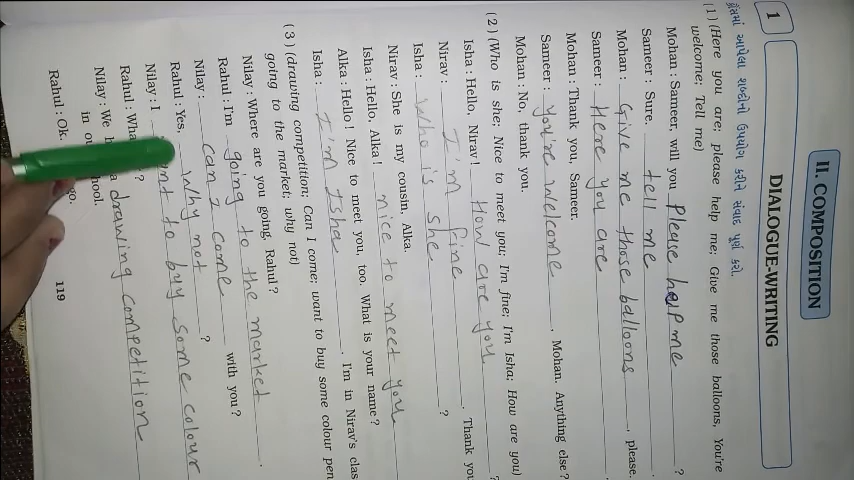 II. COMPOSITION
1
DIALOGUE-WRITING
કૌંસમાં આપેલા શબ્દોનો ઉપયોગ કરીને સંવાદ પૂર્ણ કરો.
(1) (Here you are; please help me; Give me those balloons, You're
welcome; Tell me)
Mohan : Sameer, will you Please help me ?
Sameer : Sure. tell me .
Mohan : Give me those balloons , please.
Sameer : Here you are .
Mohan : Thank you, Sameer.
Sameer : you're welcome . Mohan. Anything else?
Mohan : No, thank you.
(2) (Who is she; Nice to meet you; I'm fine; I'm Isha; How are you)
Isha : Hello, Nirav! How are you ?
Nirav : I'm fine . Thank you
Isha : Who is she ?
Nirav : She is my cousin, Alka.
Isha : Hello, Alka! nice to meet you
Alka : Hello! Nice to meet you, too. What is your name?
Isha : I'm Isha . I'm in Nirav's clas
(3) (drawing competition; Can I come; want to buy some colour pen
going to the market; why not)
Nilay : Where are you going, Rahul?
Rahul : I'm going to the market .
Nilay : can I come with you?
Rahul : Yes, Why not ?
Nilay : I nt to buy some colour
Rahul : Wha ?
Nilay : We h a drawing competition
in ou hool.
Rahul : Ok. go.
119